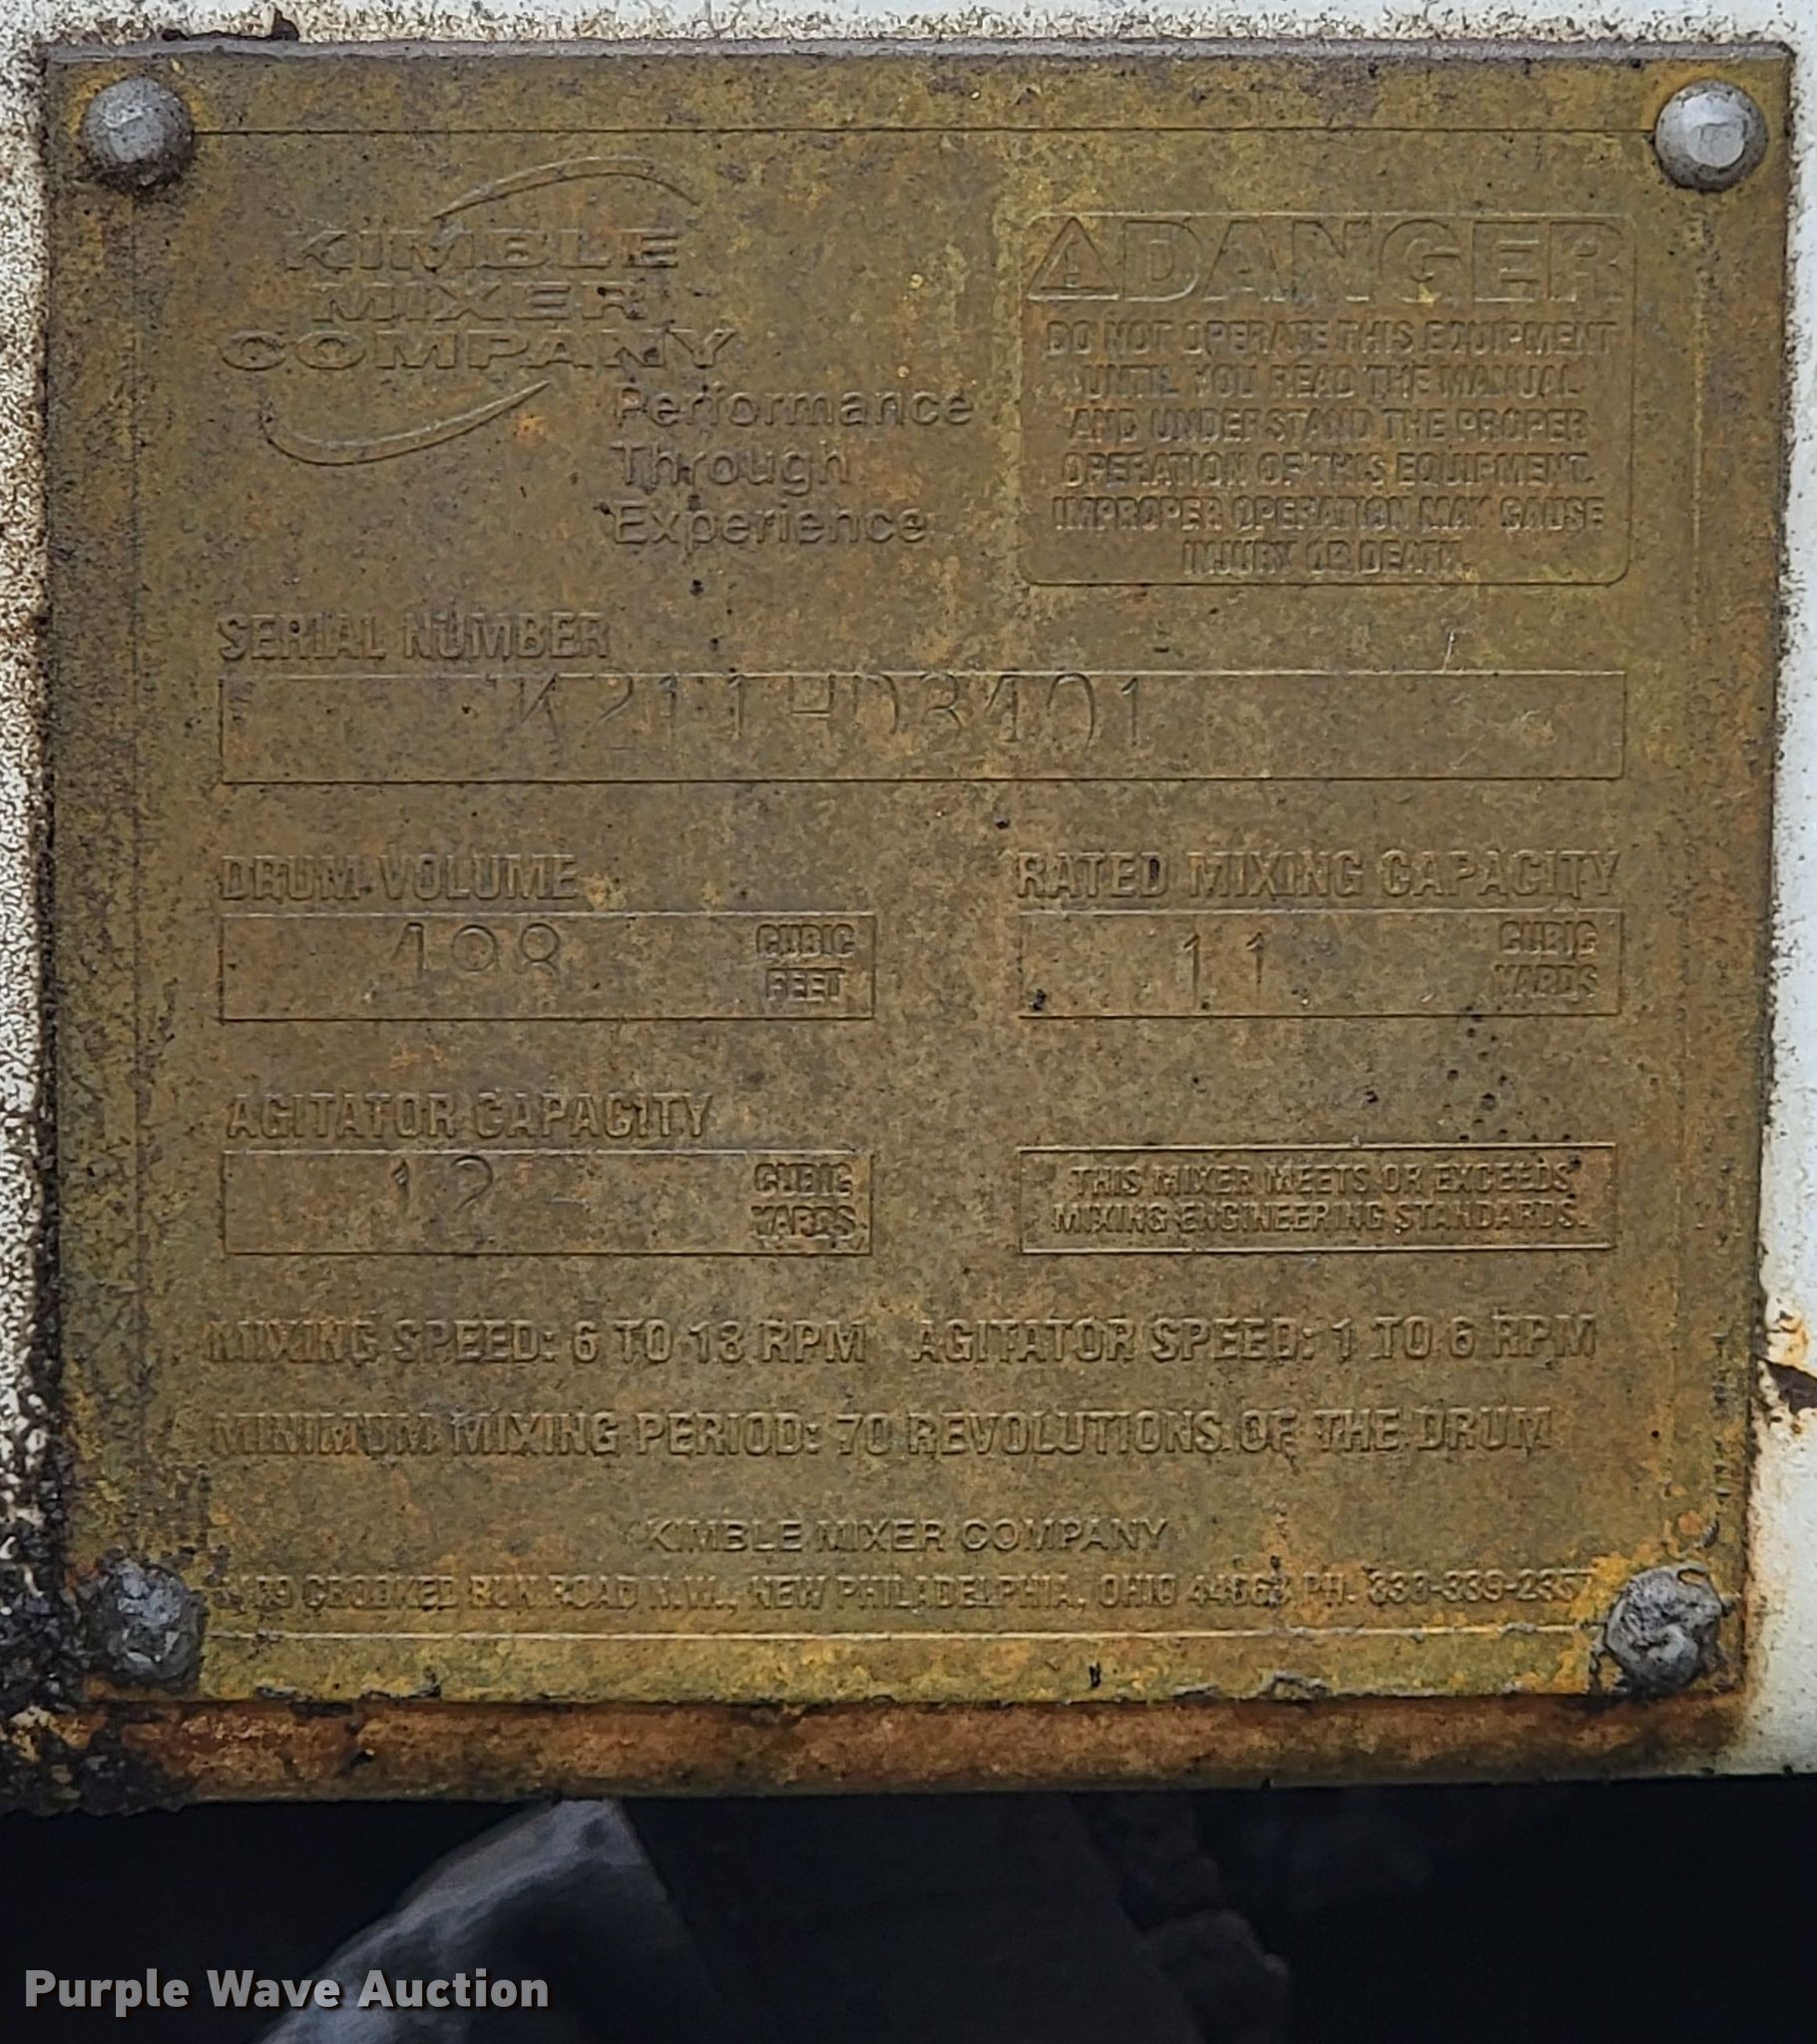 KIMBLE
MIXER
COMPANY
Performance
Through
Experience
DANGER
DO NOT OPERATE THIS EQUIPMENT
UNTIL YOU READ THE MANUAL
AND UNDERSTAND THE PROPER
OPERATION OF THIS EQUIPMENT.
IMPROPER OPERATION MAY CAUSE
INJURY OR DEATH.
SERIAL NUMBER
DRUM VOLUME
CUBIC
FEET
RATED MIXING CAPACITY
11 CUBIC
YARDS
AGITATOR CAPACITY
12 CUBIC
YARDS
THIS MIXER MEETS OR EXCEEDS
MIXING ENGINEERING STANDARDS.
MIXING SPEED: 6 TO 18 RPM AGITATOR SPEED: 1 TO 6 RPM
MINIMUM MIXING PERIOD: 70 REVOLUTIONS OF THE DRUM
KIMBLE MIXER COMPANY
CROOKED RUN ROAD N.W., NEW PHILADELPHIA, OHIO 44663 PH.
Purple Wave Auction